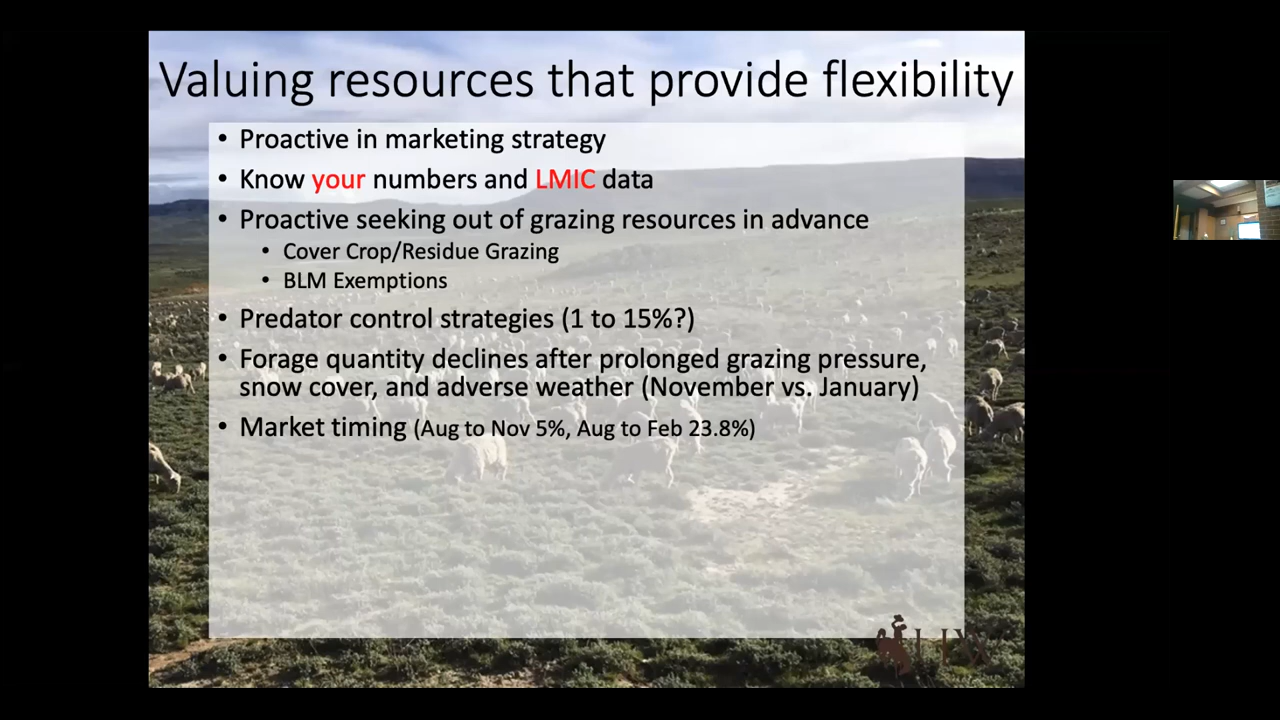 Valuing resources that provide flexibility
• Proactive in marketing strategy
• Know your numbers and LMIC data
• Proactive seeking out of grazing resources in advance
• Cover Crop/Residue Grazing
• BLM Exemptions
• Predator control strategies (1 to 15%?)
• Forage quantity declines after prolonged grazing pressure,
snow cover, and adverse weather (November vs. January)
• Market timing (Aug to Nov 5%, Aug to Feb 23.8%)